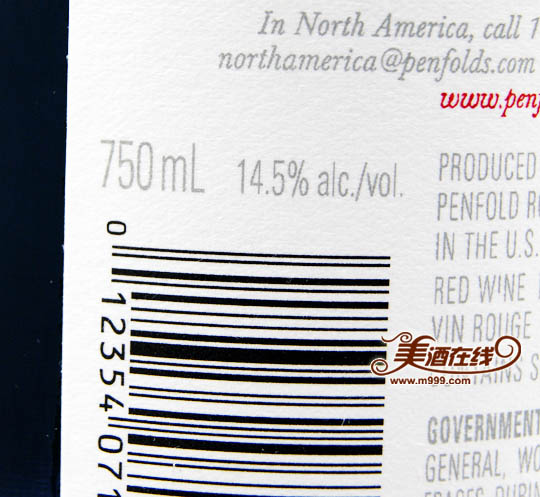 In North America, call 1
northamerica@penfolds.com
www.penf
750 mL 14.5% alc./vol.
PRODUCED
PENFOLD R
IN THE U.S.
RED WINE
VIN ROUGE
美酒在线
www.m999.com
GOVERNMENT
GENERAL, WO
0 12354 071